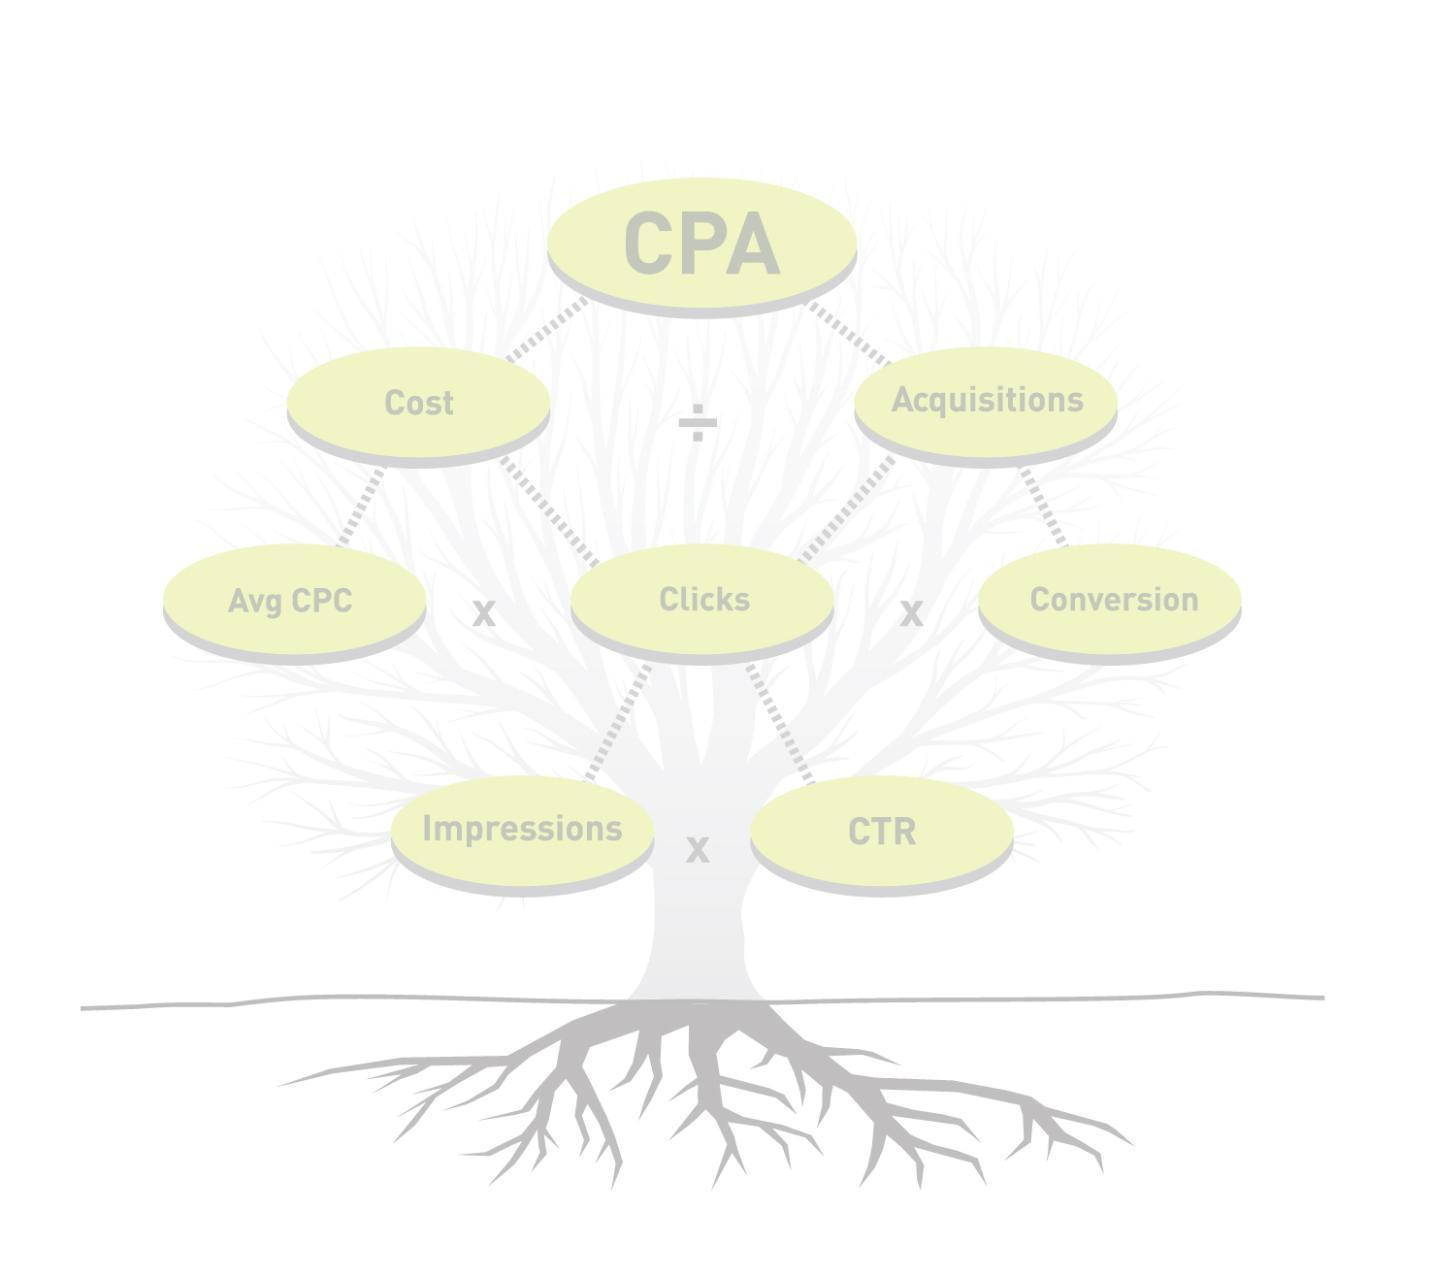 CPA
Cost
÷
Acquisitions
Avg CPC
x
Clicks
x
Conversion
Impressions
x
CTR